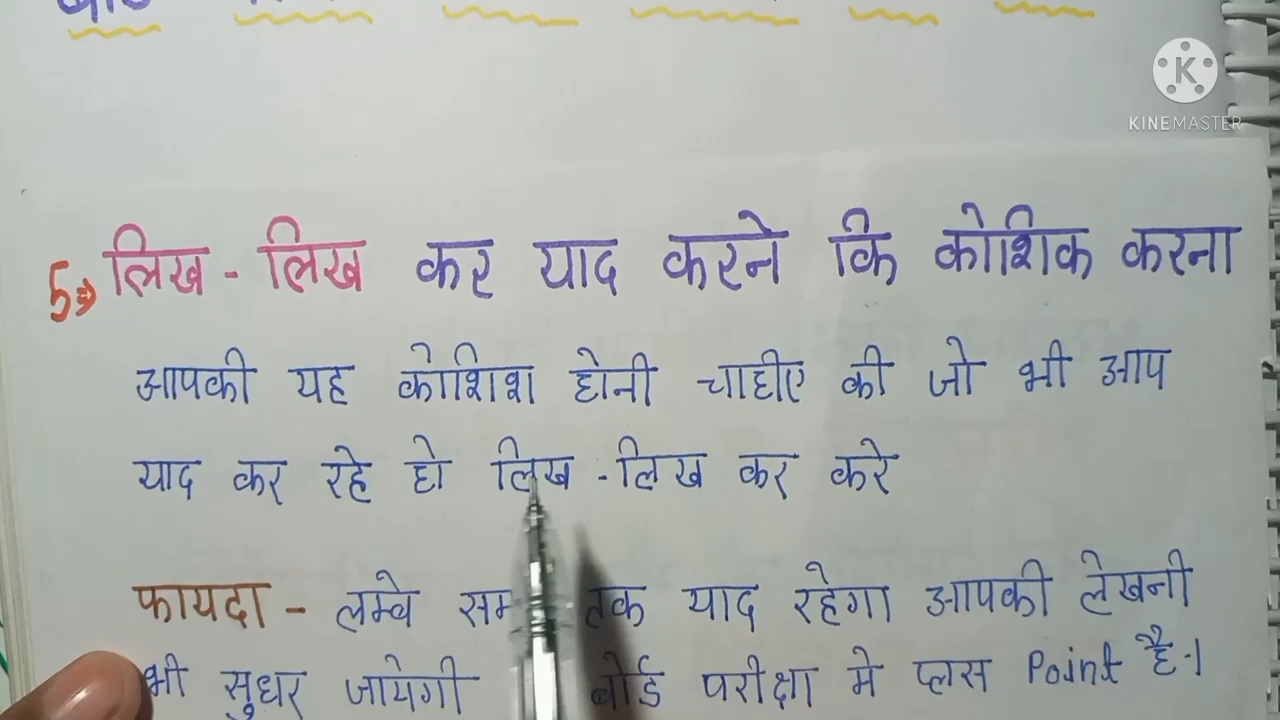 KINEMASTER
5⇒ लिख - लिख कर याद करने कि कोशिक करना
आपकी यह कोशिश होनी चाहीए की जो भी आप
याद कर रहे हो लिख - लिख कर करे
फायदा - लम्बे तक याद रहेगा आपकी लेखनी
भी सुधर जायेगी बोर्ड परीक्षा मे प्लस Point है।